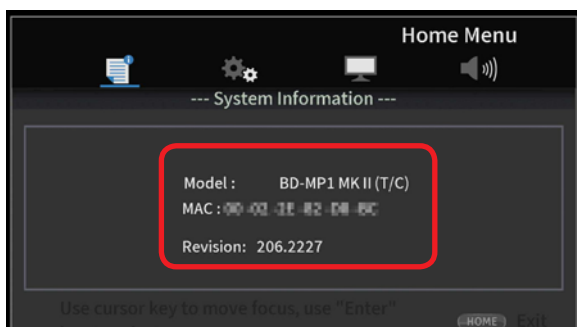 Home Menu
--- System Information ---
Model : BD-MP1 MK II (T/C)
MAC :
Revision: 206.2227
Use cursor key to move focus, use "Enter"
HOME Exit